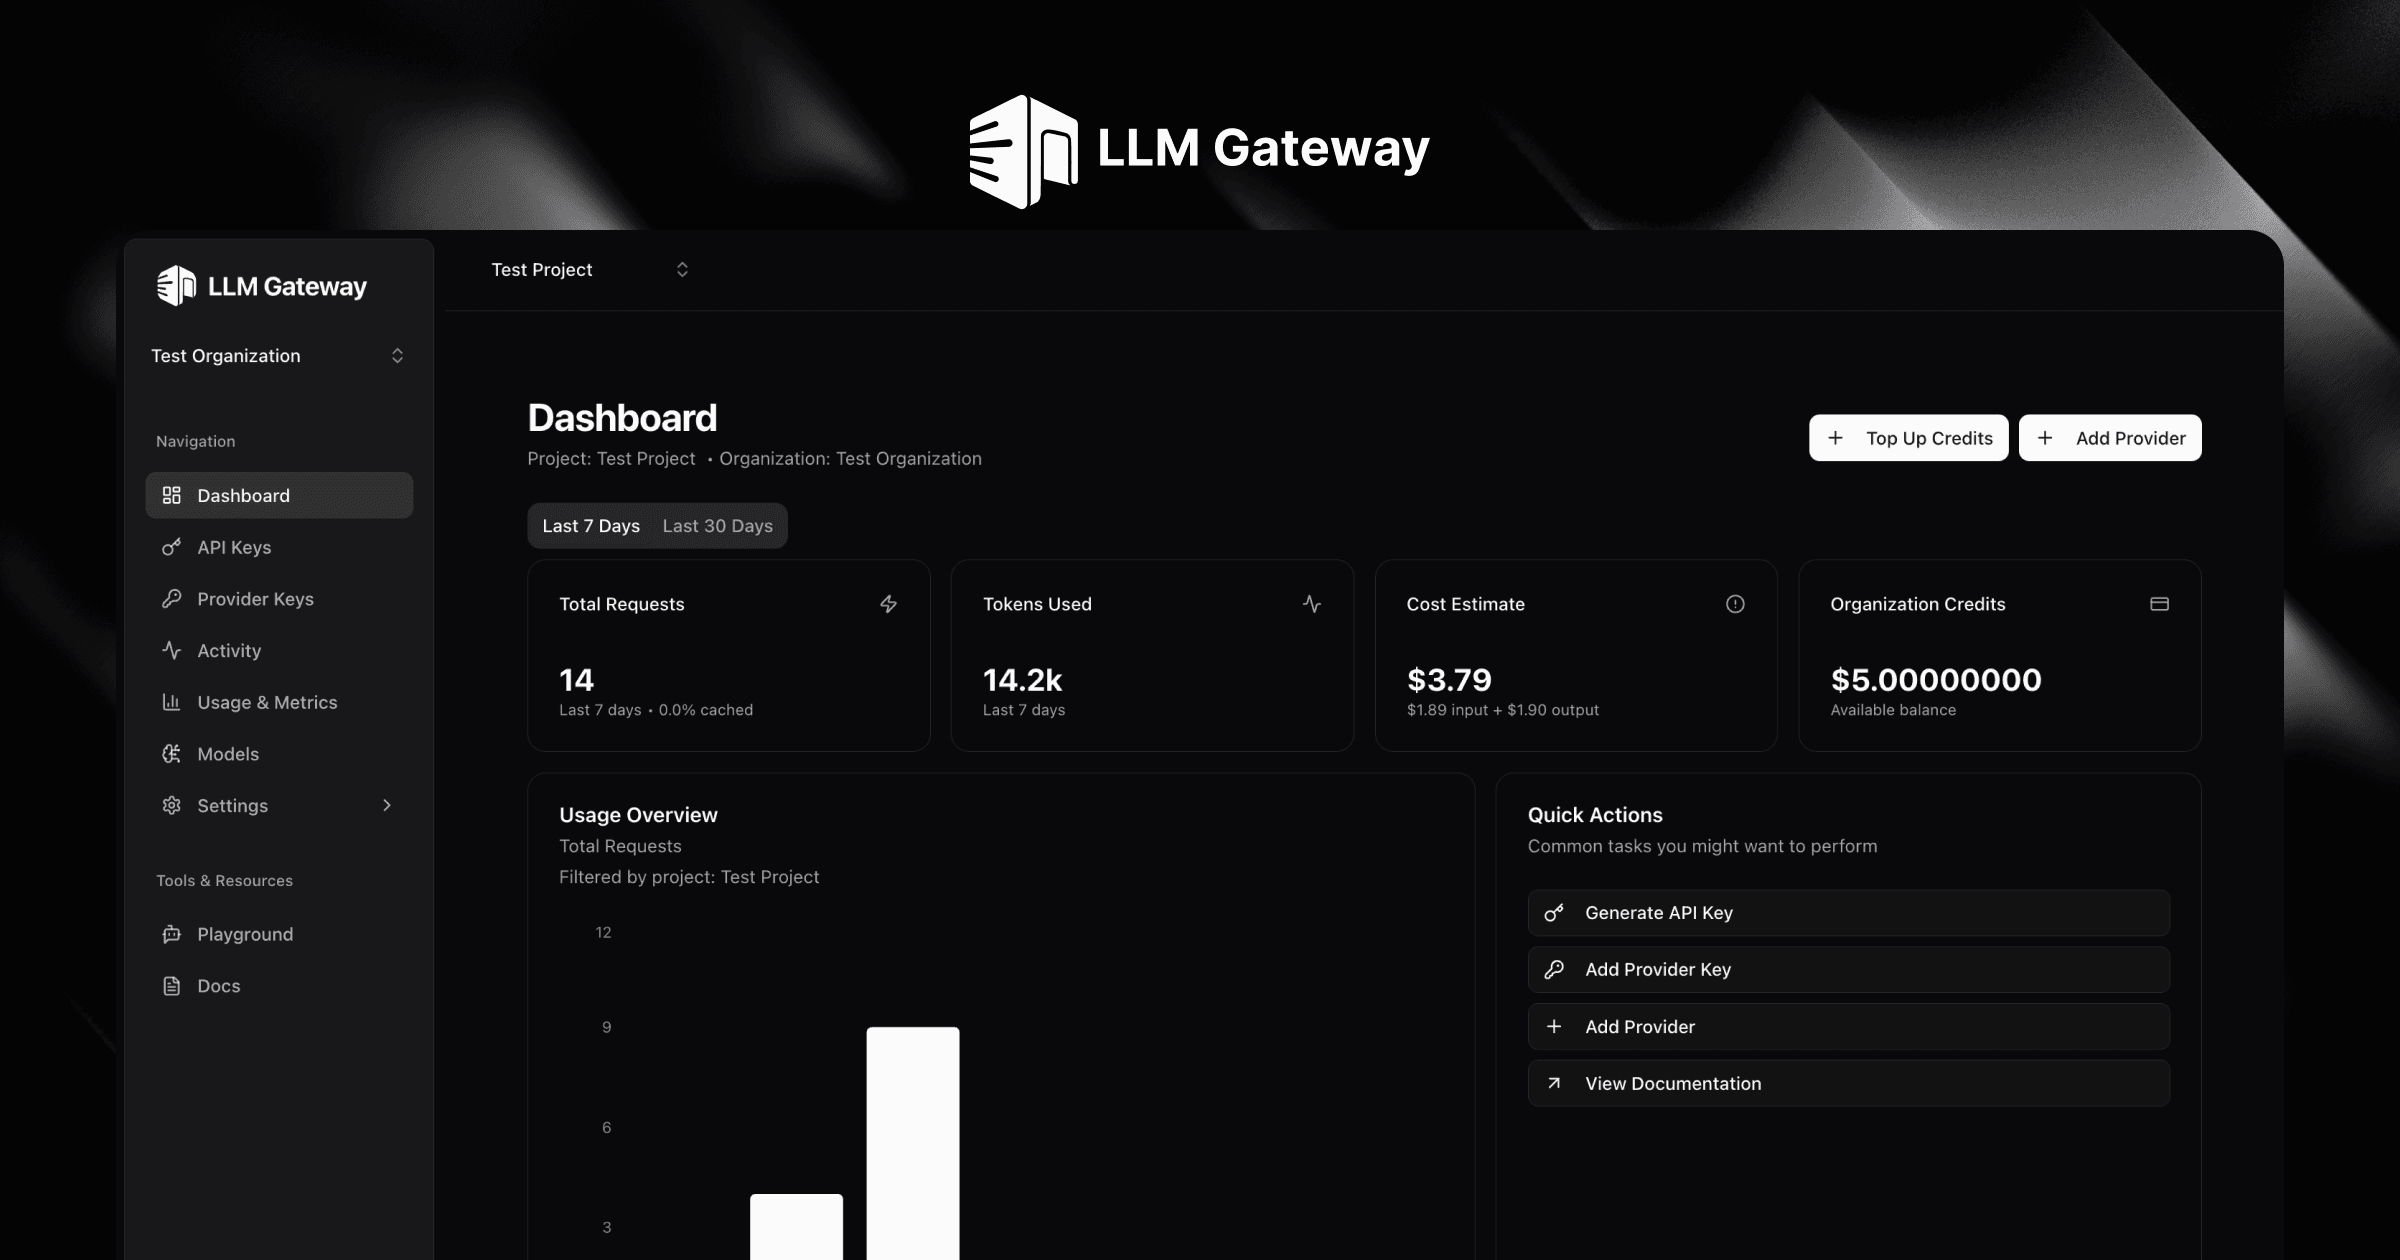 LLM Gateway
LLM Gateway
Test Organization
Navigation
Dashboard
API Keys
Provider Keys
Activity
Usage & Metrics
Models
Settings
Tools & Resources
Playground
Docs
Test Project
Dashboard
Project: Test Project • Organization: Test Organization
Top Up Credits
Add Provider
Last 7 Days
Last 30 Days
Total Requests
14
Last 7 days • 0.0% cached
Tokens Used
14.2k
Last 7 days
Cost Estimate
$3.79
$1.89 input + $1.90 output
Organization Credits
$5.00000000
Available balance
Usage Overview
Total Requests
Filtered by project: Test Project
12
9
6
3
Quick Actions
Common tasks you might want to perform
Generate API Key
Add Provider Key
Add Provider
View Documentation